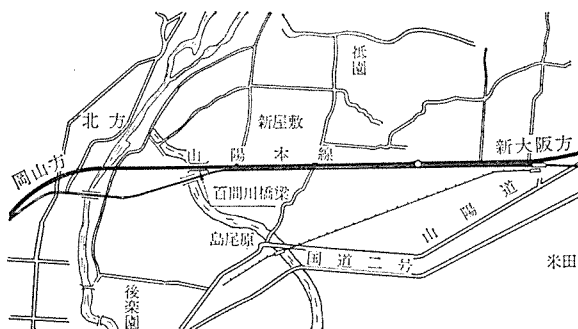 祇園
北方
新屋敷
新大阪方
岡山方
山陽本線
百間川橋梁
山陽道
島尾原
国道二号
米田
後楽園